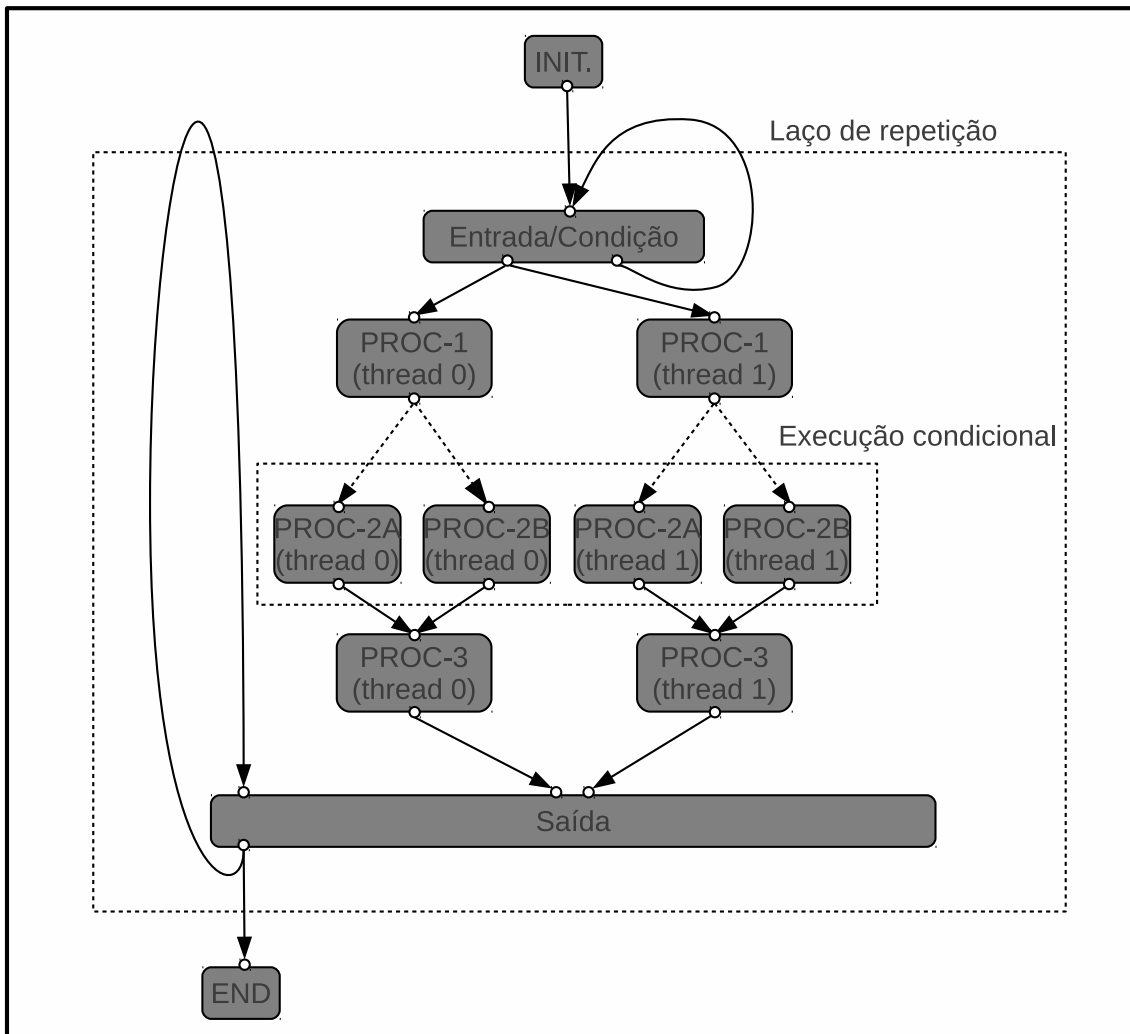 INIT.
Laço de repetição
Entrada/Condição
PROC-1
(thread 0)
PROC-1
(thread 1)
Execução condicional
PROC-2A
(thread 0)
PROC-2B
(thread 0)
PROC-2A
(thread 1)
PROC-2B
(thread 1)
PROC-3
(thread 0)
PROC-3
(thread 1)
Saída
END